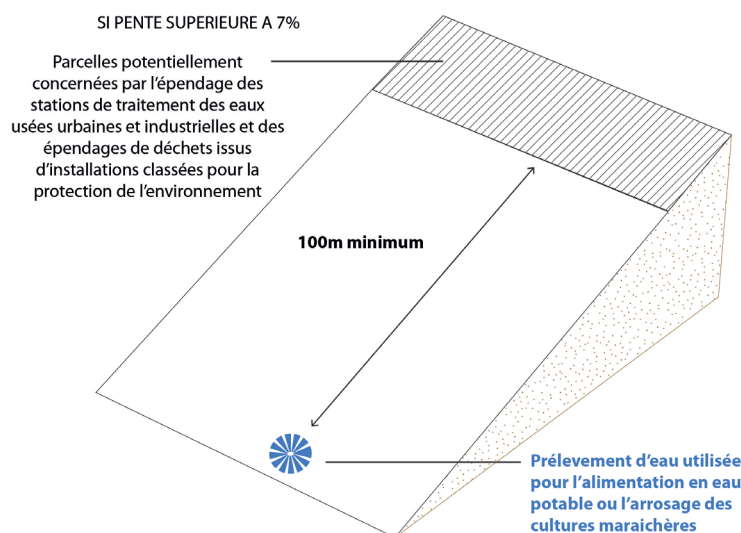 SI PENTE SUPERIEURE A 7%
Parcelles potentiellement
concernées par l’épendage des
stations de traitement des eaux
usées urbaines et industrielles et des
épendages de déchets issus
d’installations classées pour la
protection de l’environnement
100m minimum
Prélevement d’eau utilisée
pour l’alimentation en eau
potable ou l’arrosage des
cultures maraichères